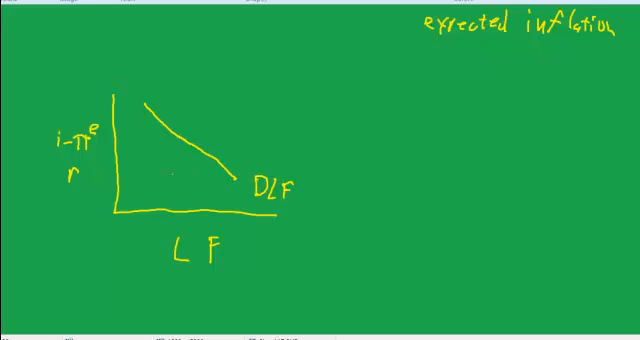 expected inflation
i-π^e
r
DLF
L F